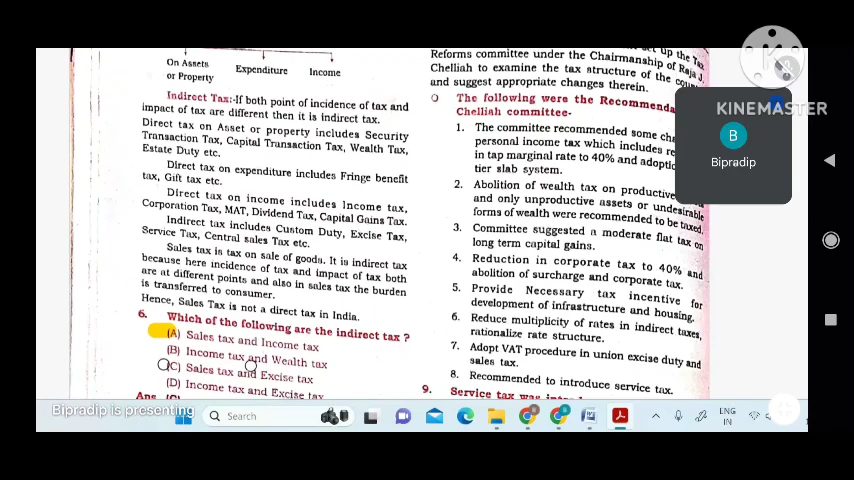 On Assets
or Property
Expenditure
Income
Indirect Tax:-If both point of incidence of tax and
impact of tax are different then it is indirect tax.
Direct tax on Asset or property includes Security
Transaction Tax, Capital Transaction Tax, Wealth Tax,
Estate Duty etc.
Direct tax on expenditure includes Fringe benefit
tax, Gift tax etc.
Direct tax on income includes Income tax,
Corporation Tax, MAT, Dividend Tax, Capital Gains Tax.
Indirect tax includes Custom Duty, Excise Tax,
Service Tax, Central sales Tax etc.
Sales tax is tax on sale of goods. It is indirect tax
because here incidence of tax and impact of tax both
are at different points and also in sales tax the burden
is transferred to consumer.
Hence, Sales Tax is not a direct tax in India.
6. Which of the following are the indirect tax ?
(A) Sales tax and Income tax
(B) Income tax and Wealth tax
(C) Sales tax and Excise tax
(D) Income tax and Excise tax
Ans. (C)
set up the Tax
Reforms committee under the Chairmanship of Raja J.
Chelliah to examine the tax structure of the
and suggest appropriate changes therein.
The following were the Recommenda
Chelliah committee-
1. The committee recommended some
personal income tax which includes
in tap marginal rate to 40% and
tier slab system.
2. Abolition of wealth tax on productive
and only unproductive assets or undesirable
forms of wealth were recommended to be taxed.
3. Committee suggested a moderate flat tax on
long term capital gains.
4. Reduction in corporate tax to 40% and
abolition of surcharge and corporate tax.
5. Provide Necessary tax incentive for
development of infrastructure and housing.
6. Reduce multiplicity of rates in indirect taxes,
rationalize rate structure.
7. Adopt VAT procedure in union excise duty and
sales tax.
8. Recommended to introduce service tax.
9. Service tax was
KINEMASTER
B
Bipradip
Bipradip is presenting
Search
ENG
IN